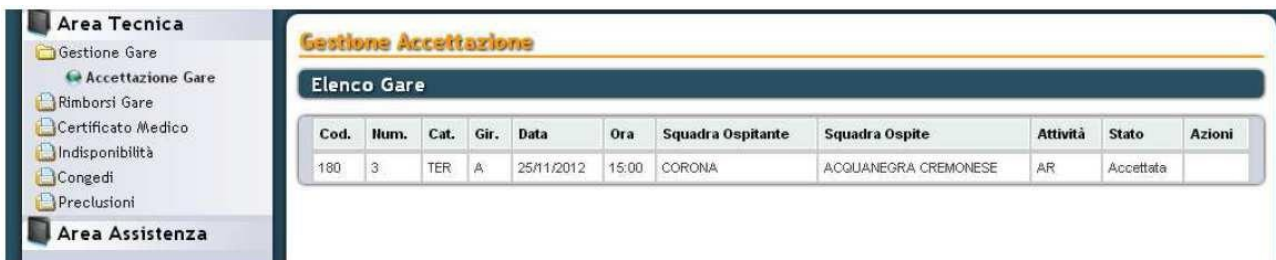 Area Tecnica
Gestione Gare
Accettazione Gare
Rimborsi Gare
Certificato Medico
Indisponibilità
Congedi
Preclusioni
Area Assistenza
Gestione Accettazione
Elenco Gare
Cod. Num. Cat. Gir. Data Ora Squadra Ospitante Squadra Ospite Attività Stato Azioni
180 3 TER A 25/11/2012 15:00 CORONA ACQUANEGRA CREMONESE AR Accettata